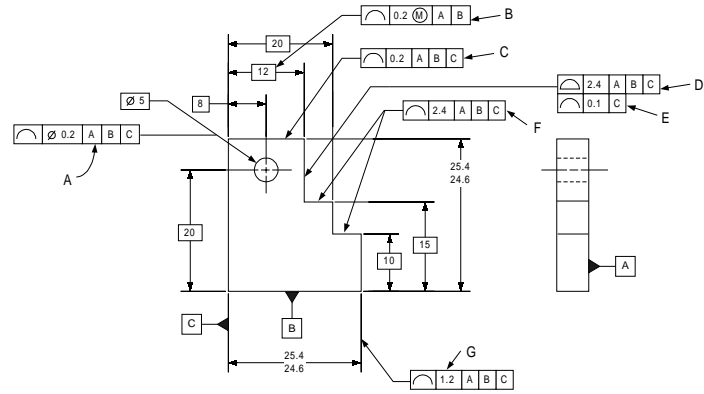 0.2 Ⓜ A B
B
20
0.2 A B C
C
12
2.4 A B C
D
0.1 C
E
8
Ø 5
2.4 A B C
F
Ø 0.2 A B C
A
25.4
24.6
20
15
10
A
C
B
25.4
24.6
G
1.2 A B C